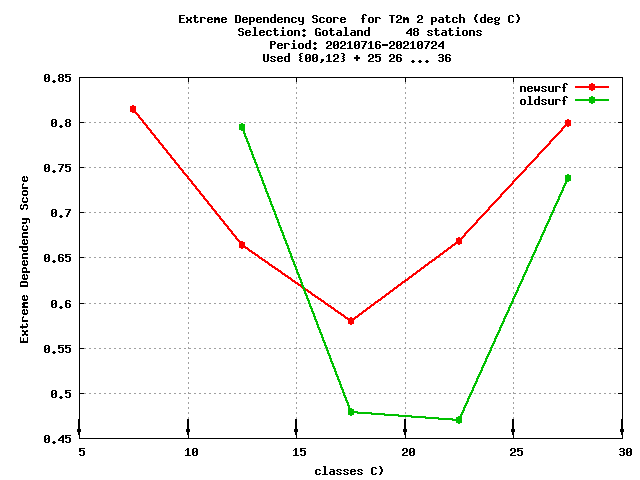 Extreme Dependency Score  for T2m 2 patch (deg C)
Selection: Gotaland     48 stations
Period: 20210716-20210724
Used {00,12} + 25 26 ... 36
newsurf
oldsurf
0.85
0.8
0.75
0.7
0.65
0.6
0.55
0.5
0.45
Extreme Dependency Score
5 10 15 20 25 30
classes C)